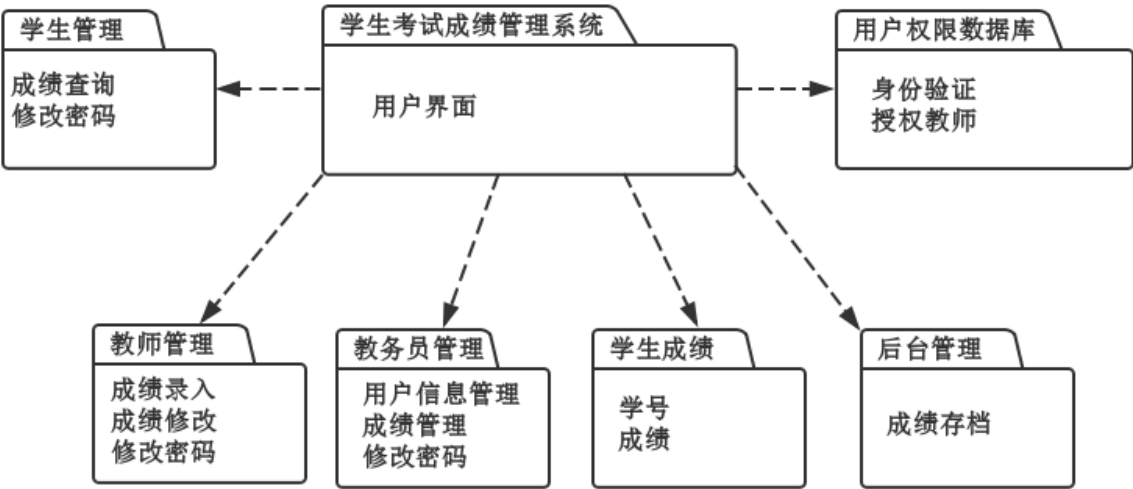 学生管理
成绩查询
修改密码
学生考试成绩管理系统
用户界面
用户权限数据库
身份验证
授权教师
教师管理
成绩录入
成绩修改
修改密码
教务员管理
用户信息管理
成绩管理
修改密码
学生成绩
学号
成绩
后台管理
成绩存档